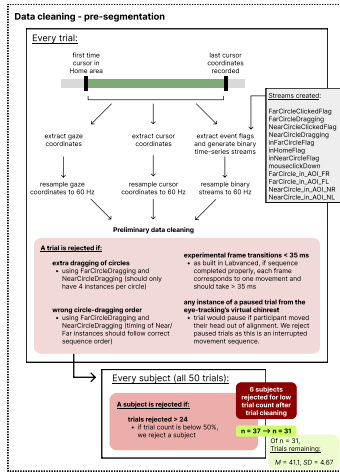 Data cleaning - pre-segmentation
Every trial:
first time
cursor in
Home area
last cursor
coordinates
recorded
Streams created:
FarCircleClickedFlag
FarCircleDragging
NearCircleClickedFlag
NearCircleDragging
inFarCircleFlag
inHomeFlag
inNearCircleFlag
mouseclickDown
FarCircle_in_AOI_FR
FarCircle_in_AOI_FL
NearCircle_in_AOI_NR
NearCircle_in_AOI_NL
extract gaze
coordinates
extract cursor
coordinates
extract event flags
and generate binary
time-series streams
resample gaze
coordinates to 60 Hz
resample cursor
coordinates to 60 Hz
resample binary
streams to 60 Hz
Preliminary data cleaning
A trial is rejected if:
extra dragging of circles
• using FarCircleDragging and
NearCircleDragging (should only
have 4 instances per circle)
wrong circle-dragging order
• using FarCircleDragging and
NearCircleDragging (timing of Near/
Far instances should follow correct
sequence order)
experimental frame transitions < 35 ms
• as built in Labvanced, if sequence
completed properly, each frame
corresponds to one movement and
should take > 35 ms
any instance of a paused trial from the
eye-tracking's virtual chinrest
• trial would pause if participant moved
their head out of alignment. We reject
paused trials as this is an interrupted
movement sequence.
Every subject (all 50 trials):
A subject is rejected if:
trials rejected > 24
• if trial count is below 50%,
we reject a subject
6 subjects
rejected for low
trial count after
trial cleaning
n = 37 → n = 31
Of n = 31,
Trials remaining:
M = 41.1, SD = 4.67